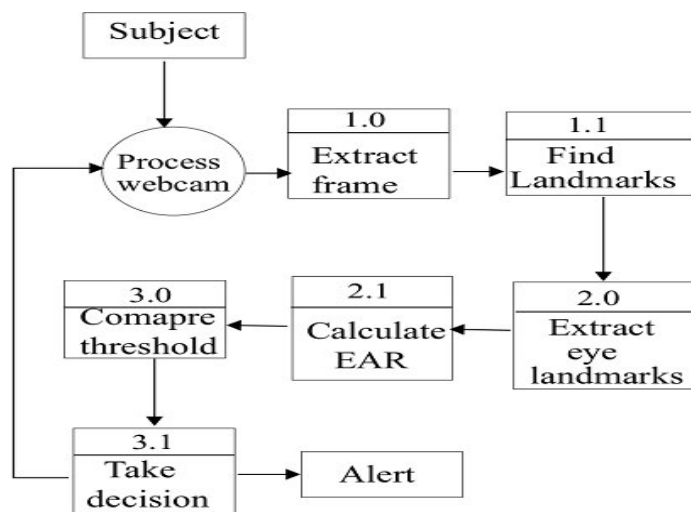 Subject
Process
webcam
1.0
Extract
frame
1.1
Find
Landmarks
2.0
Extract
eye
landmarks
2.1
Calculate
EAR
3.0
Comapre
threshold
3.1
Take
decision
Alert